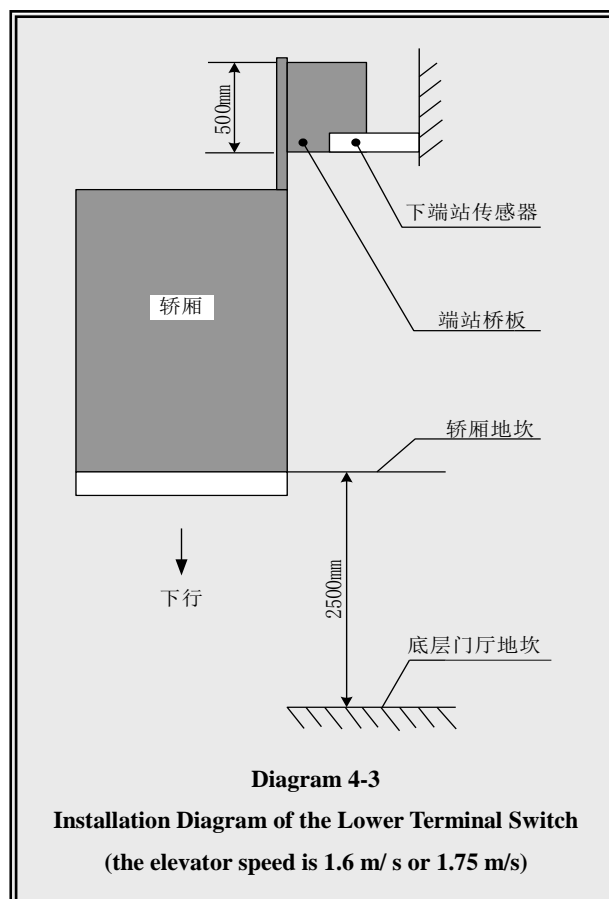 500mm
下端站传感器
轿厢
端站桥板
轿厢地坎
2500mm
下行
底层门厅地坎
Diagram 4-3
Installation Diagram of the Lower Terminal Switch
(the elevator speed is 1.6 m/ s or 1.75 m/s)